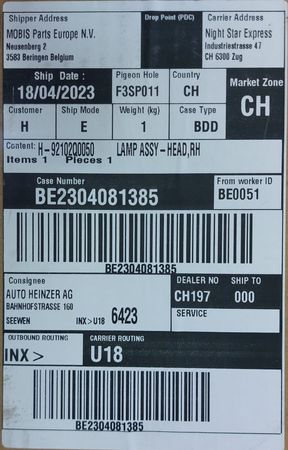 Shipper Address
MOBIS Parts Europe N.V.
Neusenberg 2
3583 Beringen Belgium
Drop Point (PDC)
Carrier Address
Night Star Express
Industriestrasse 47
CH 6300 Zug
Ship Date :
18/04/2023
Pigeon Hole
F3SP011
Country
CH
Market Zone
CH
Customer
H
Ship Mode
E
Weight (kg)
1
Case Type
BDD
Content: H-92102Q0050 LAMP ASSY-HEAD,RH
Items 1 Pieces 1
Case Number
BE2304081385
From worker ID
BE0051
BE2304081385
Consignee
AUTO HEINZER AG
BAHNHOFSTRASSE 160
SEEWEN INX>U18 6423
DEALER NO SHIP TO
CH197 000
SERVICE
OUTBOUND ROUTING
INX >
CARRIER ROUTING
U18
BE2304081385